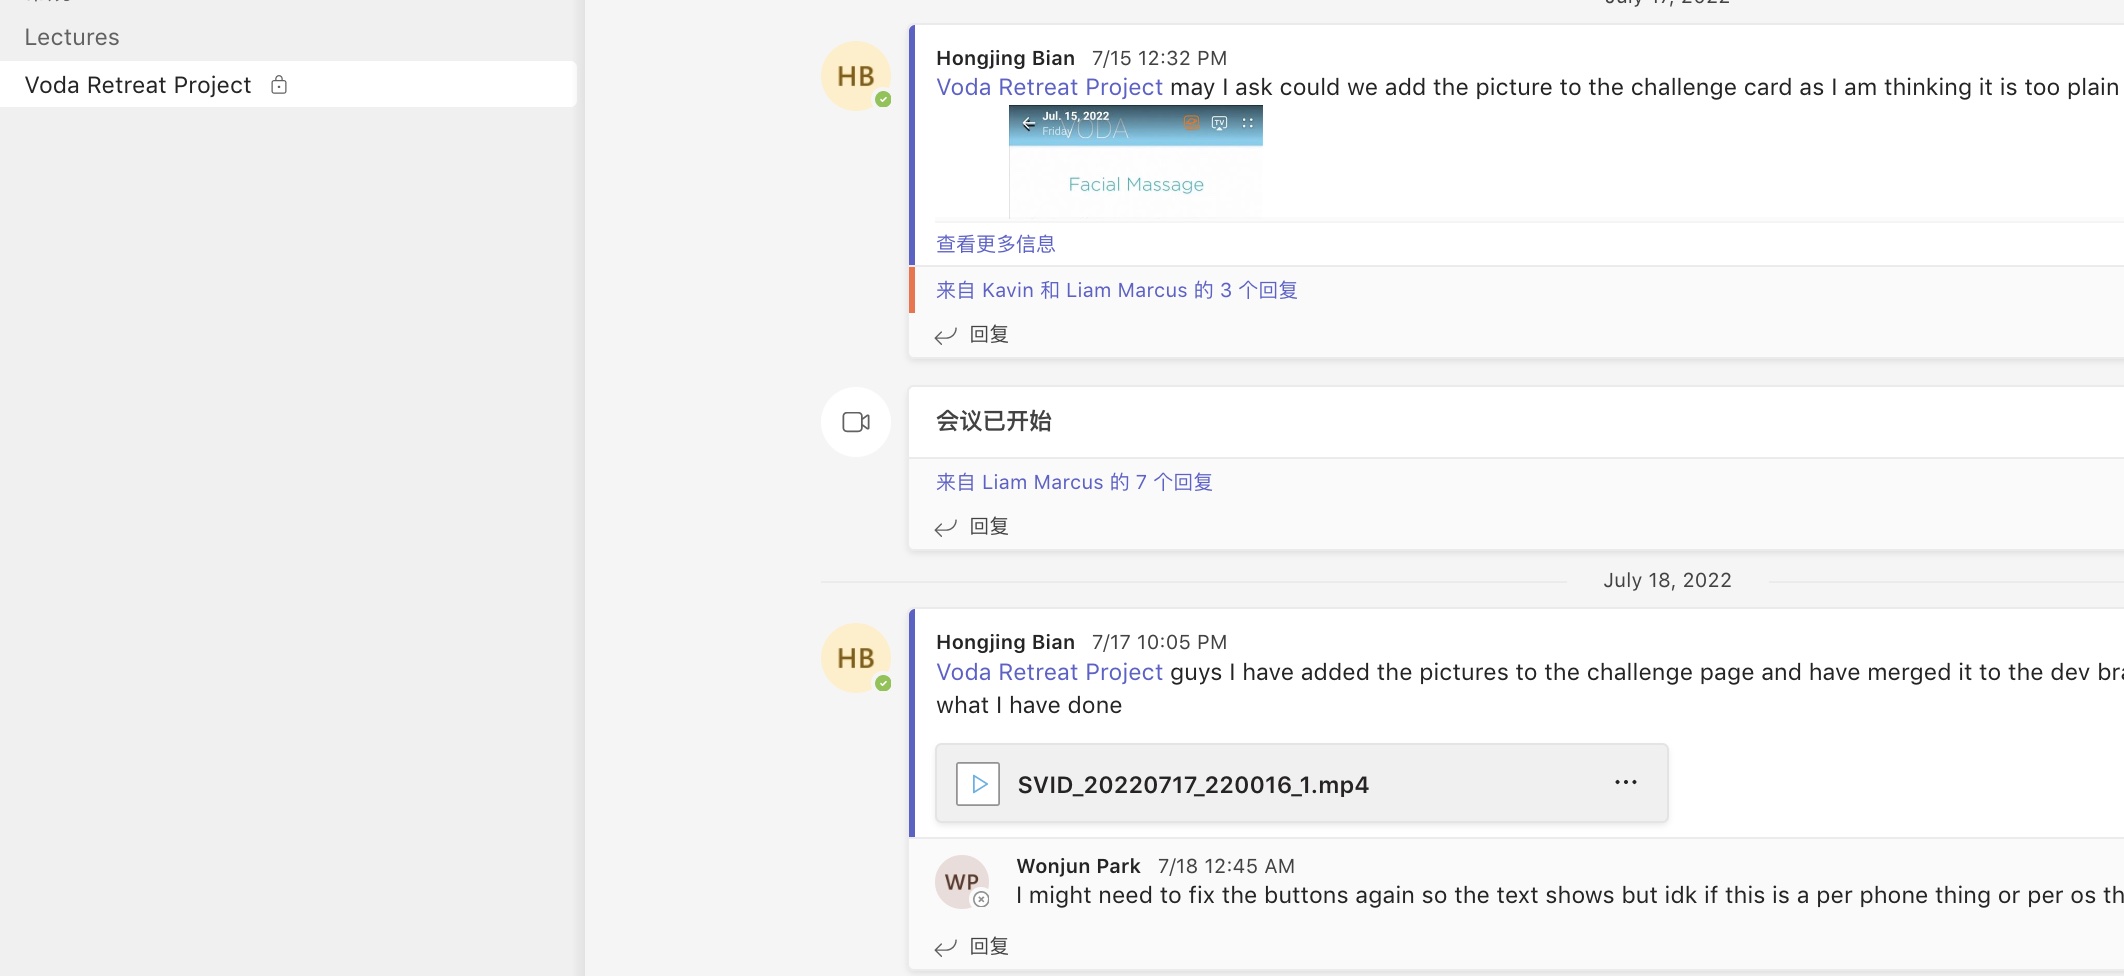 Lectures
Voda Retreat Project
July 17, 2022
HB
Hongjing Bian 7/15 12:32 PM
Voda Retreat Project may I ask could we add the picture to the challenge card as I am thinking it is too plain
Jul. 15, 2022
Friday
VODA
TV
Facial Massage
查看更多信息
来自 Kavin 和 Liam Marcus 的 3 个回复
回复
会议已开始
来自 Liam Marcus 的 7 个回复
回复
July 18, 2022
HB
Hongjing Bian 7/17 10:05 PM
Voda Retreat Project guys I have added the pictures to the challenge page and have merged it to the dev
what I have done
SVID_20220717_220016_1.mp4
WP
Wonjun Park 7/18 12:45 AM
I might need to fix the buttons again so the text shows but idk if this is a per phone thing or per os
回复